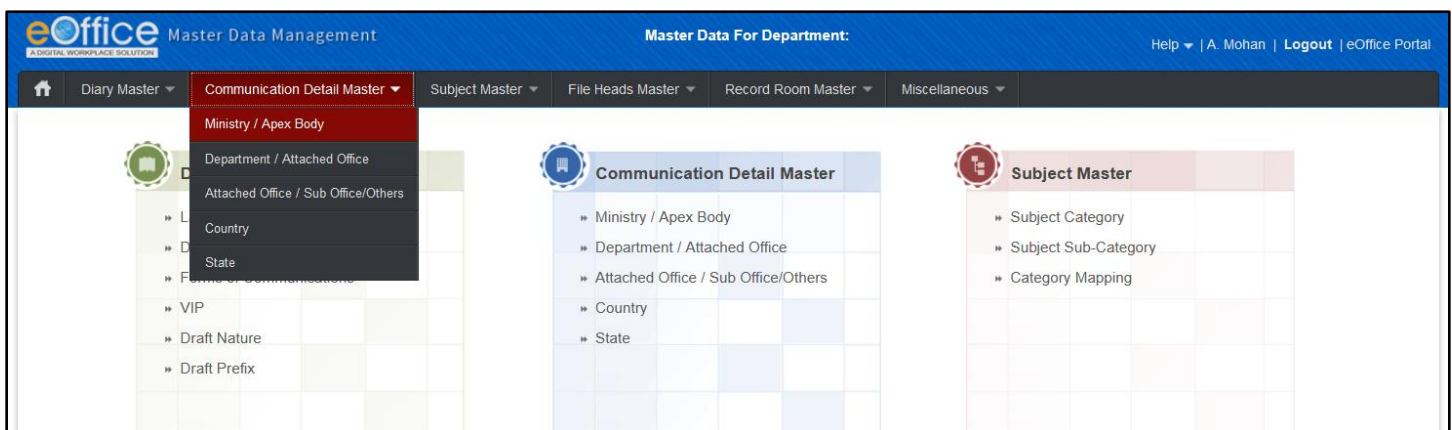 eOffice Master Data Management
A DIGITAL WORKPLACE SOLUTION
Master Data For Department:
Help | A. Mohan | Logout | eOffice Portal
Diary Master Communication Detail Master Subject Master File Heads Master Record Room Master Miscellaneous
Ministry / Apex Body
Department / Attached Office
Attached Office / Sub Office/Others
Country
State
D
L
D
VIP
Draft Nature
Draft Prefix
Communication Detail Master
Ministry / Apex Body
Department / Attached Office
Attached Office / Sub Office/Others
Country
State
Subject Master
Subject Category
Subject Sub-Category
Category Mapping